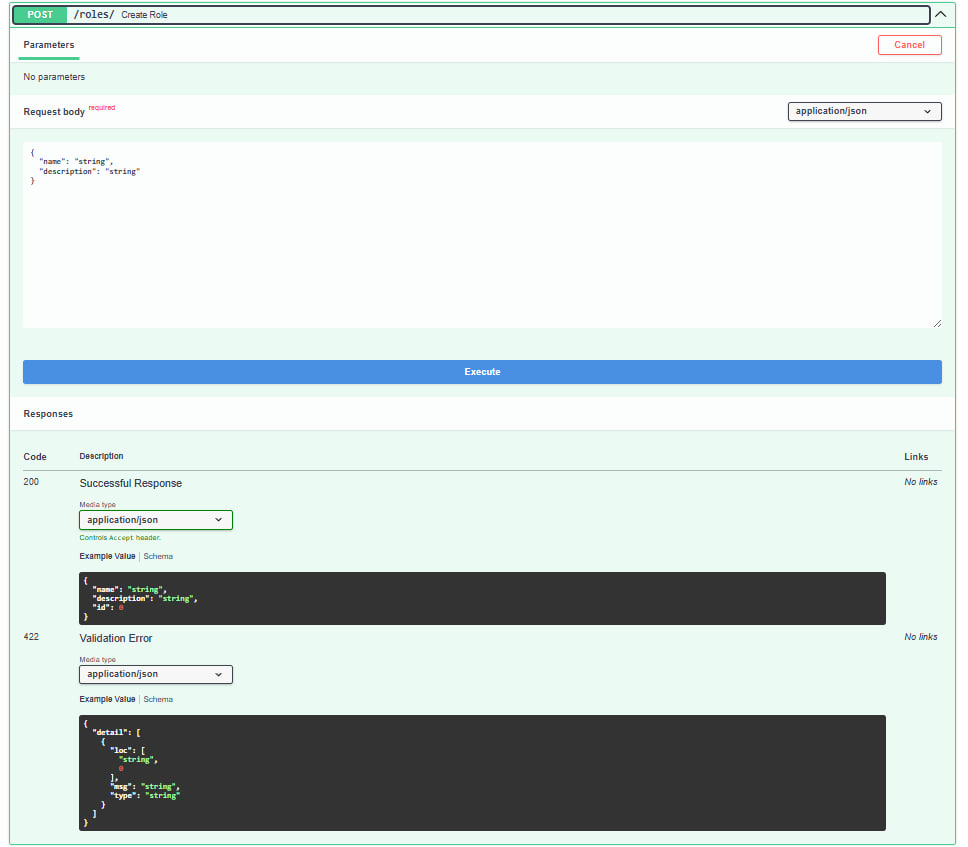 POST /roles/ Create Role
Parameters
Cancel
No parameters
Request body required
application/json
{
  "name": "string",
  "description": "string"
}
Execute
Responses
Code Description Links
200 Successful Response No links
Media type
application/json
Controls Accept header.
Example Value | Schema
{
  "name": "string",
  "description": "string",
  "id": 0
}
422 Validation Error No links
Media type
application/json
Example Value | Schema
{
  "detail": [
    {
      "loc": [
        "string",
        0
      ],
      "msg": "string",
      "type": "string"
    }
  ]
}